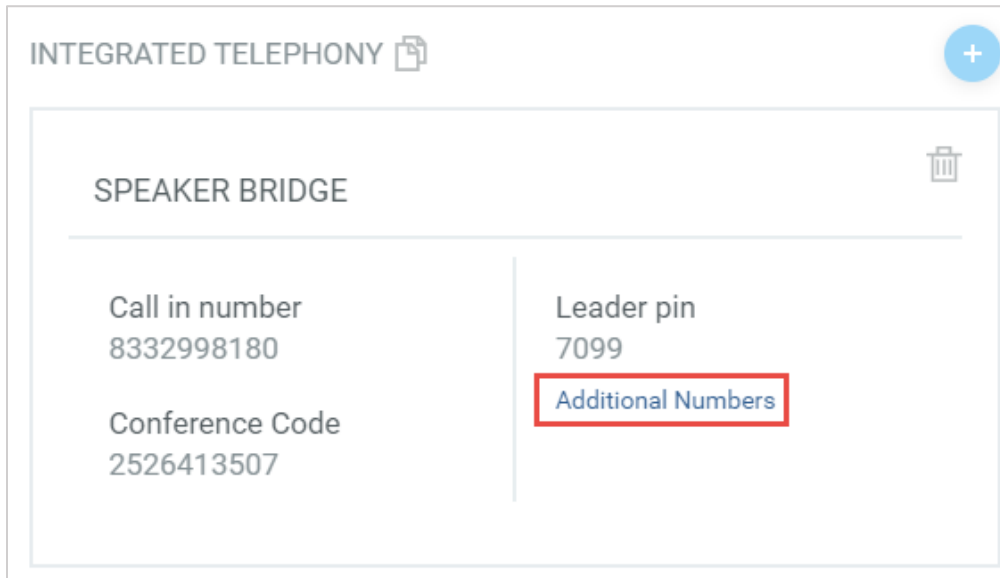 INTEGRATED TELEPHONY
SPEAKER BRIDGE
Call in number
8332998180
Conference Code
2526413507
Leader pin
7099
Additional Numbers